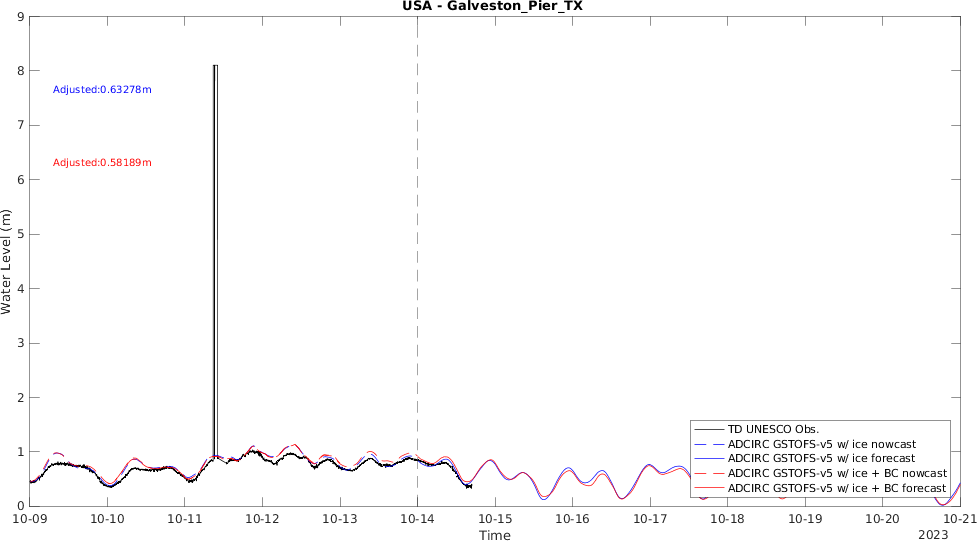 USA - Galveston_Pier_TX
9
8
7
6
5
4
3
2
1
0
Water Level (m)
Adjusted:0.63278m
Adjusted:0.58189m
TD UNESCO Obs.
ADCIRC GSTOFS-v5 w/ ice nowcast
ADCIRC GSTOFS-v5 w/ ice forecast
ADCIRC GSTOFS-v5 w/ ice + BC nowcast
ADCIRC GSTOFS-v5 w/ ice + BC forecast
10-09 10-10 10-11 10-12 10-13 10-14 10-15 10-16 10-17 10-18 10-19 10-20 10-21
Time
2023